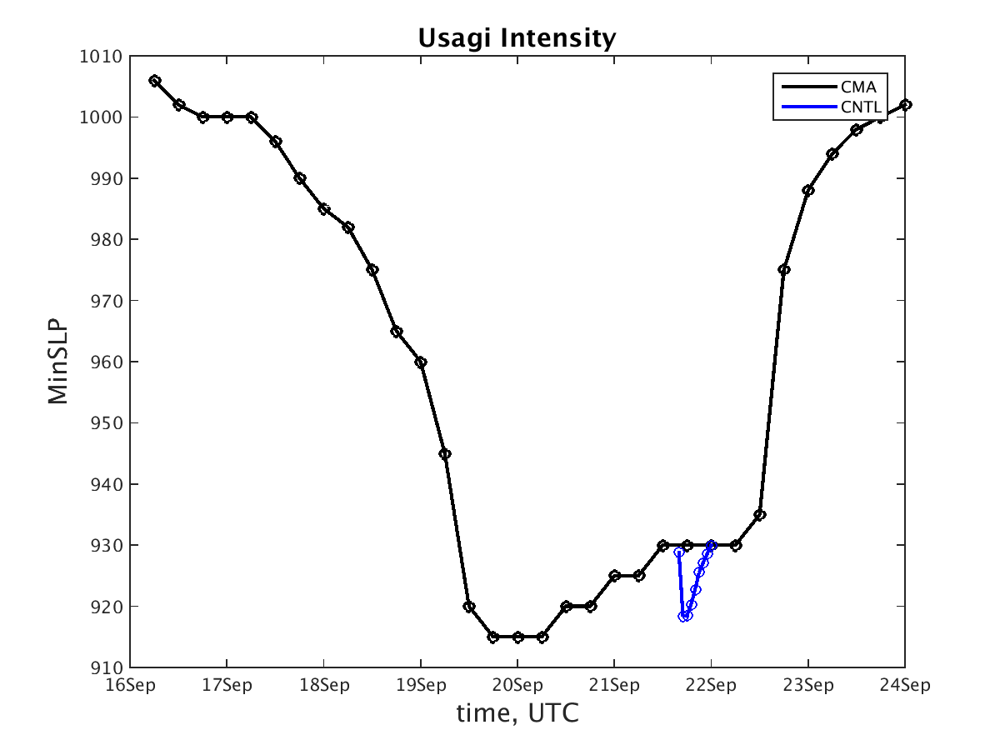 Usagi Intensity
CMA
CNTL
MinSLP
1010
1000
990
980
970
960
950
940
930
920
910
16Sep 17Sep 18Sep 19Sep 20Sep 21Sep 22Sep 23Sep 24Sep
time, UTC